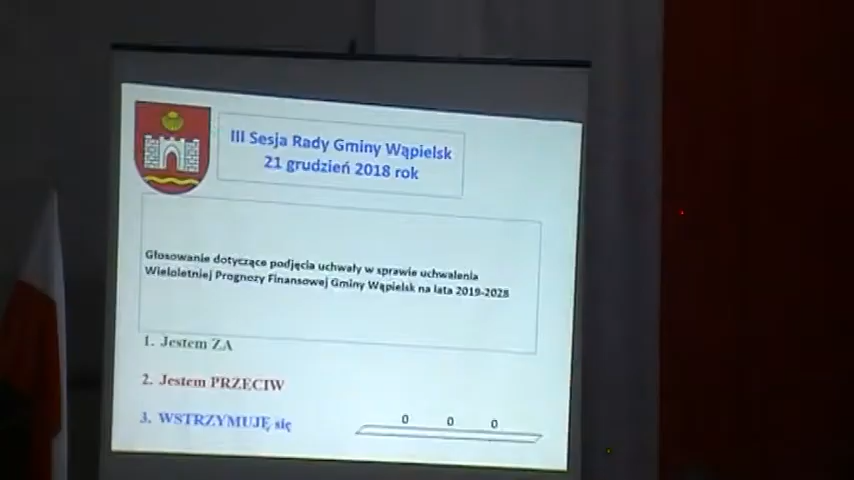 III Sesja Rady Gminy Wąpielsk
21 grudzień 2018 rok
Głosowanie dotyczące podjęcia uchwały w sprawie uchwalenia
Wieloletniej Prognozy Finansowej Gminy Wąpielsk na lata 2019-2028
1. Jestem ZA
2. Jestem PRZECIW
3. WSTRZYMUJĘ się
0 0 0